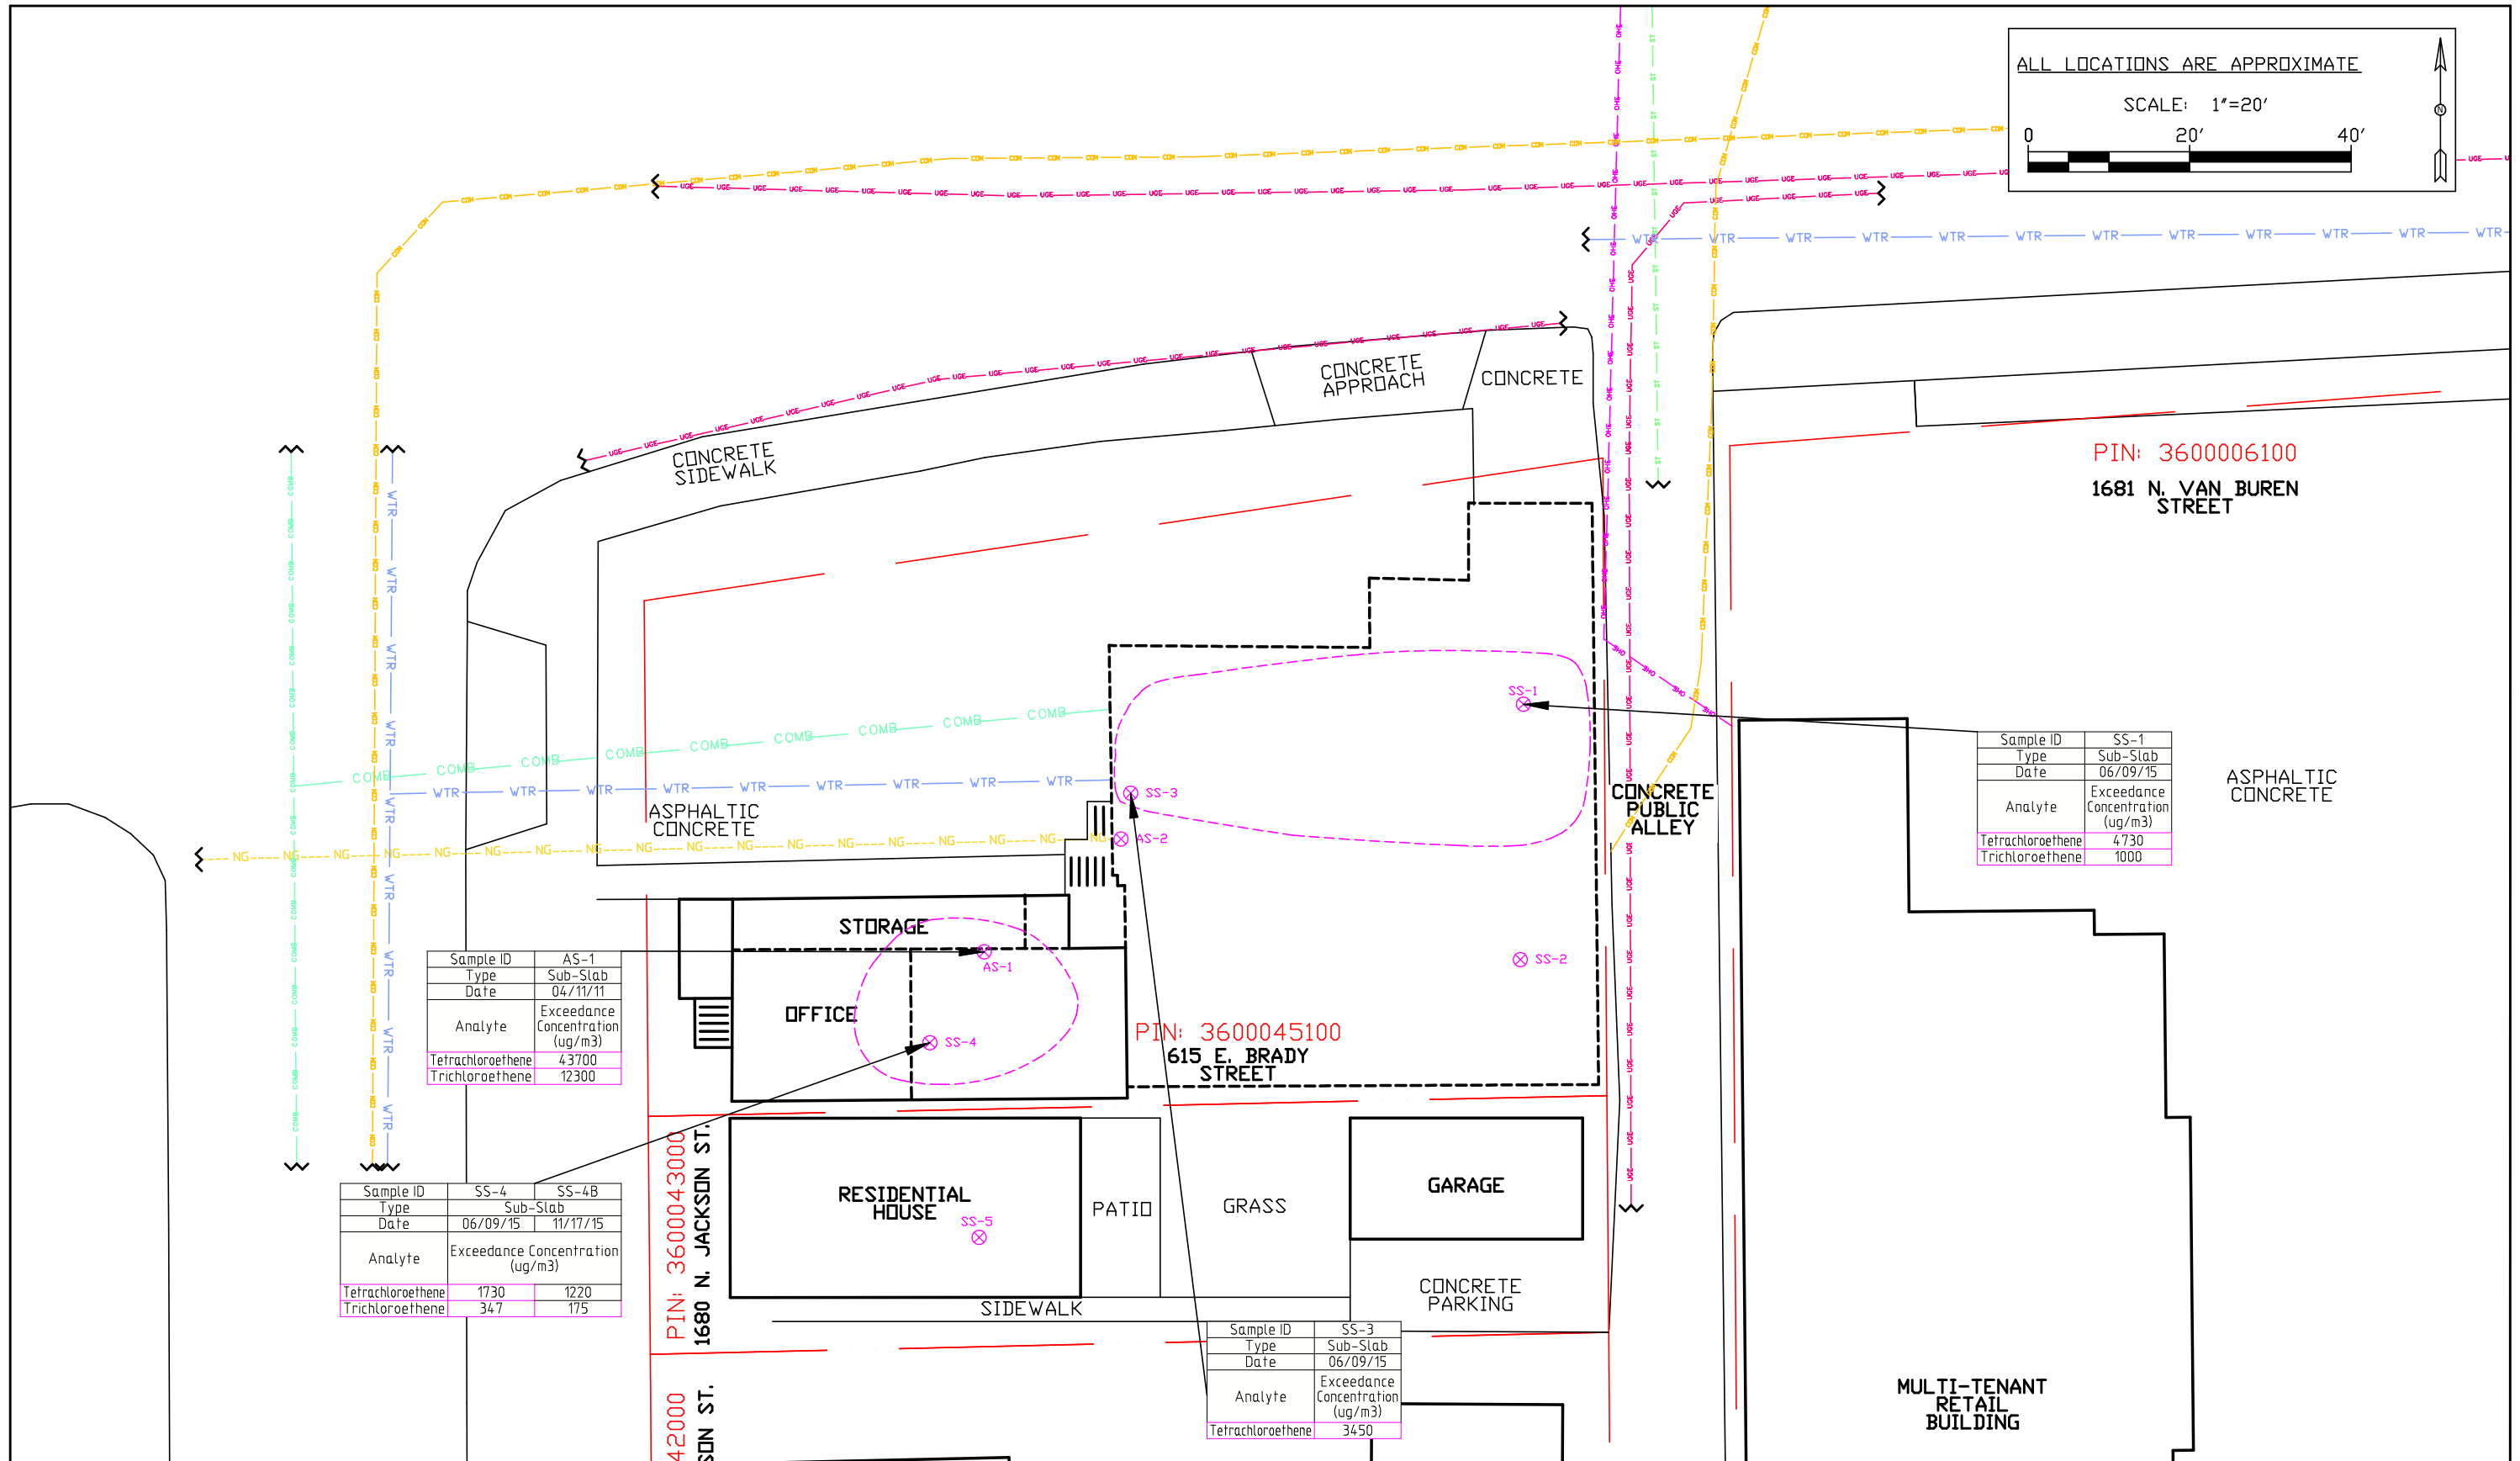 ALL LOCATIONS ARE APPROXIMATE
SCALE: 1"=20'
0 20' 40'
CONCRETE
APPROACH
CONCRETE
CONCRETE
SIDEWALK
PIN: 3600006100
1681 N. VAN BUREN
STREET
SS-1
SS-3
AS-2
ASPHALTIC
CONCRETE
CONCRETE
PUBLIC
ALLEY
Sample ID SS-1
Type Sub-Slab
Date 06/09/15
Analyte Exceedance
Concentration
(ug/m3)
Tetrachloroethene 4730
Trichloroethene 1000
ASPHALTIC
CONCRETE
STORAGE
AS-1
SS-2
OFFICE
SS-4
PIN: 3600045100
615 E. BRADY
STREET
Sample ID AS-1
Type Sub-Slab
Date 04/11/11
Analyte Exceedance
Concentration
(ug/m3)
Tetrachloroethene 43700
Trichloroethene 12300
Sample ID SS-4 SS-4B
Type Sub-Slab
Date 06/09/15 11/17/15
Analyte Exceedance Concentration
(ug/m3)
Tetrachloroethene 1730 1220
Trichloroethene 347 175
PIN: 3600043000
1680 N. JACKSON ST.
RESIDENTIAL
HOUSE
SS-5
PATIO
GRASS
GARAGE
CONCRETE
PARKING
SIDEWALK
Sample ID SS-3
Type Sub-Slab
Date 06/09/15
Analyte Exceedance
Concentration
(ug/m3)
Tetrachloroethene 3450
42000
SON ST.
MULTI-TENANT
RETAIL
BUILDING
COM
UGE
OHE
ST
WTR
COMB
NG
N